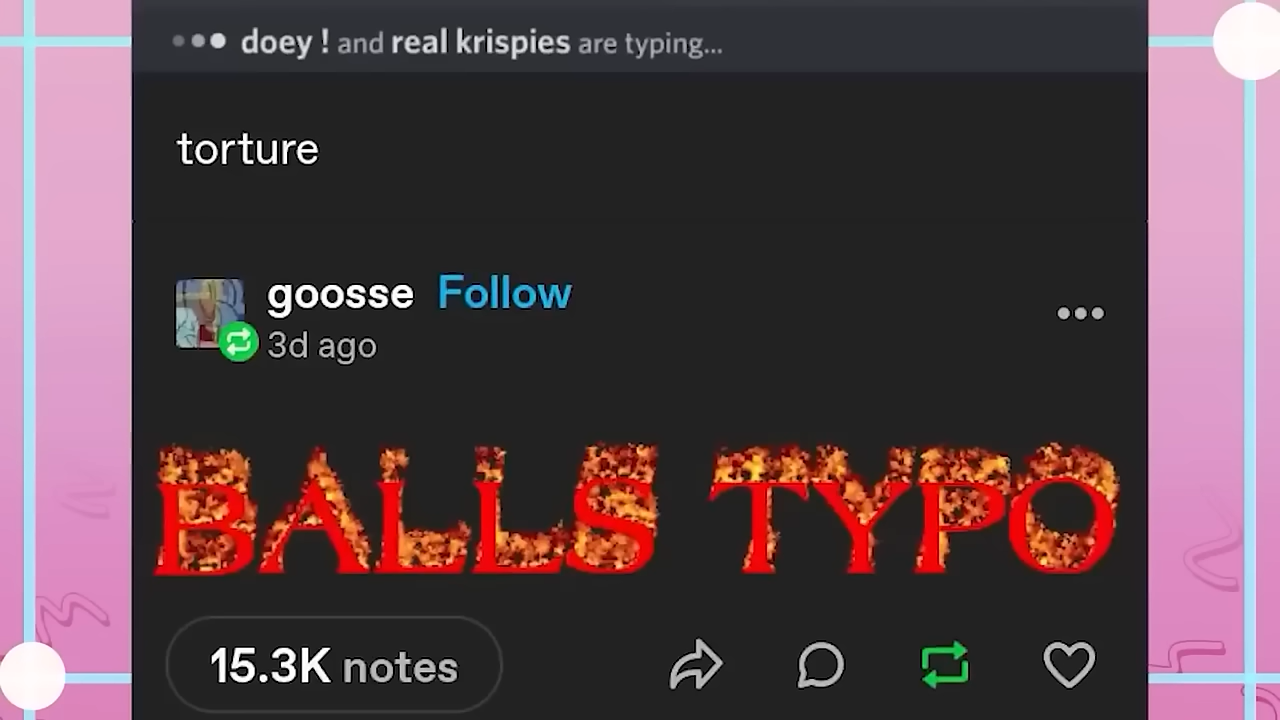 doey ! and real krispies are typing...
torture
goosse Follow
3d ago
BALLS TYPO
15.3K notes